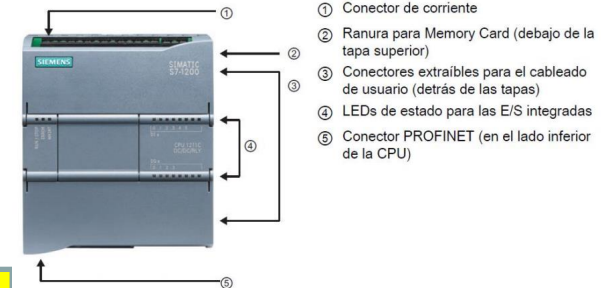 ① Conector de corriente
② Ranura para Memory Card (debajo de la
tapa superior)
③ Conectores extraíbles para el cableado
de usuario (detrás de las tapas)
④ LEDs de estado para las E/S integradas
⑤ Conector PROFINET (en el lado inferior
de la CPU)
①
②
③
④
⑤
SIEMENS
SIMATIC
S7-1200